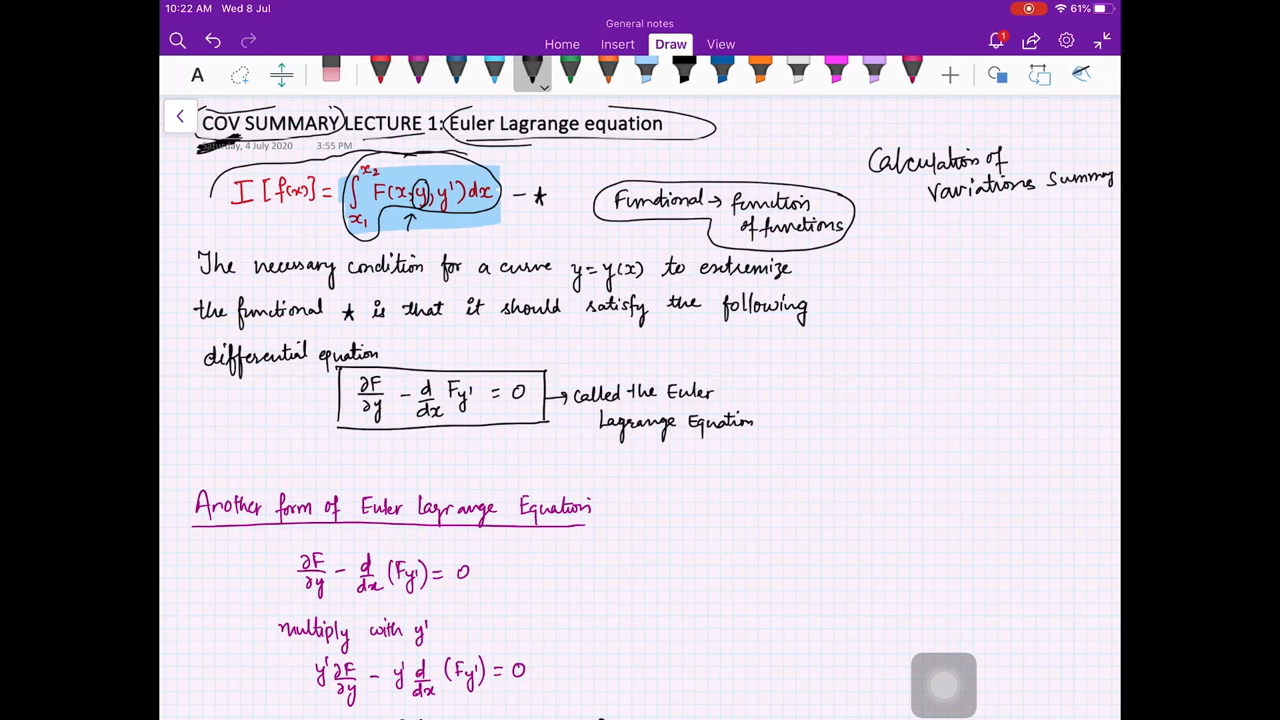 10:22 AM Wed 8 Jul
61%
General notes
Home Insert Draw View
1
A
COV SUMMARY LECTURE 1: Euler Lagrange equation
Saturday, 4 July 2020 3:55 PM
Calculation of
variations Summary
I [f(x)] = ∫_{x₁}^{x₂} F(x, y, y') dx — ★
Functional → function
of functions
The necessary condition for a curve y = y(x) to extremize
the functional ★ is that it should satisfy the following
differential equation
∂F/∂y - d/dx Fy' = 0 → called the Euler
Lagrange Equation
Another form of Euler Lagrange Equation
∂F/∂y - d/dx (Fy') = 0
multiply with y'
y' ∂F/∂y - y' d/dx (Fy') = 0